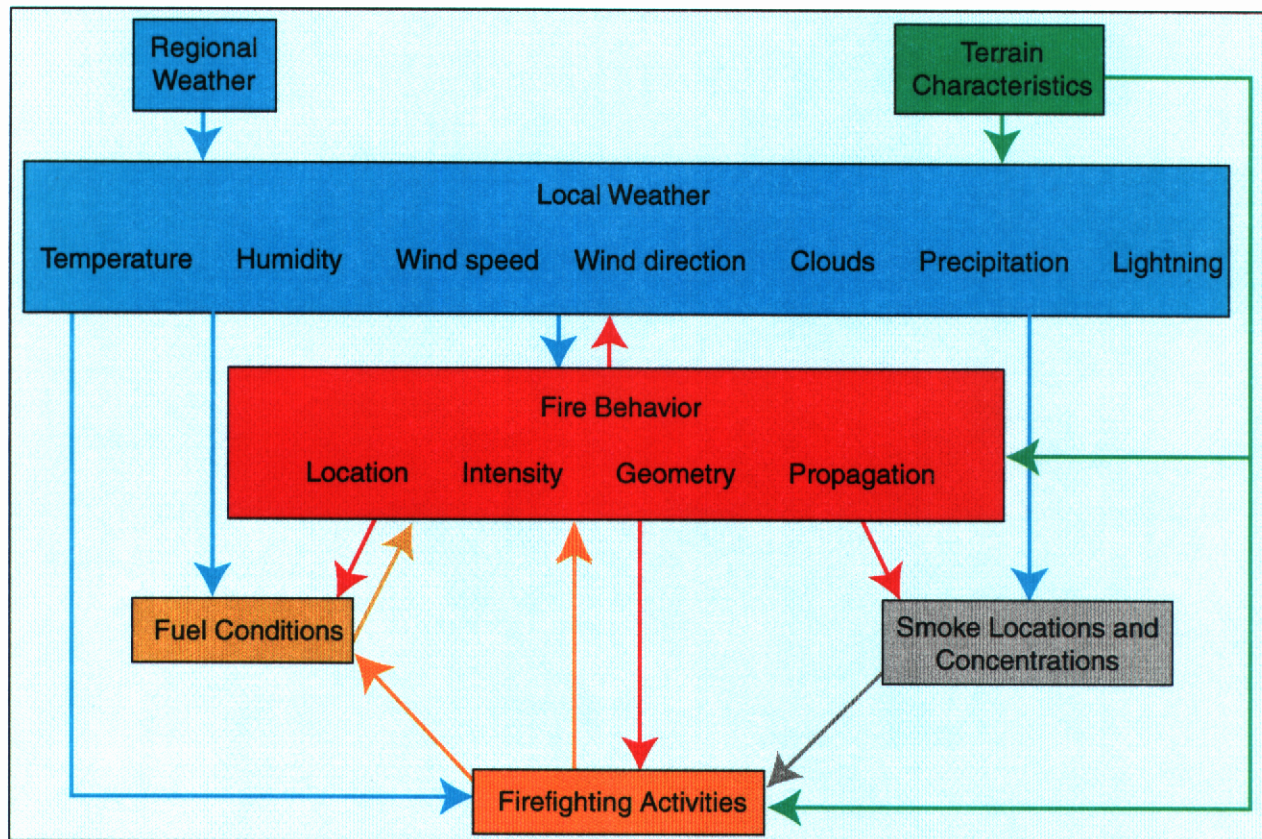 Regional
Weather
Terrain
Characteristics
Local Weather
Temperature Humidity Wind speed Wind direction Clouds Precipitation Lightning
Fire Behavior
Location Intensity Geometry Propagation
Fuel Conditions
Smoke Locations and
Concentrations
Firefighting Activities